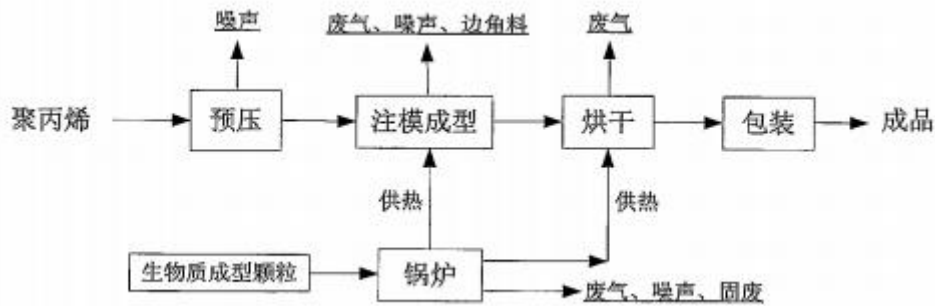 噪声
废气、噪声、边角料
废气
聚丙烯
预压
注模成型
烘干
包装
成品
供热
供热
生物质成型颗粒
锅炉
废气、噪声、固废